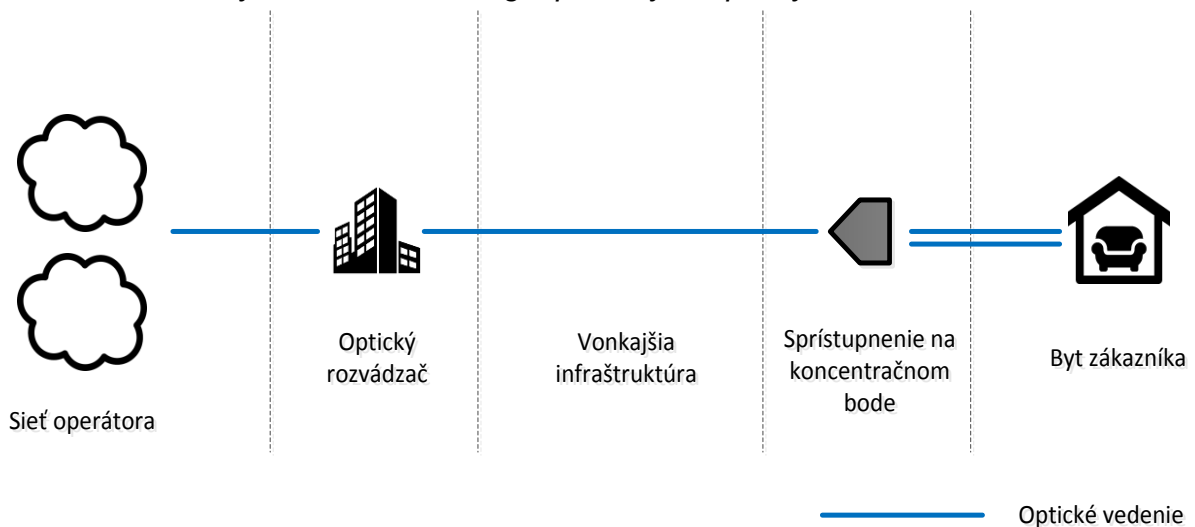 Sieť operátora
Optický
rozvádzač
Vonkajšia
infraštruktúra
Sprístupnenie na
koncentračnom
bode
Byt zákazníka
Optické vedenie